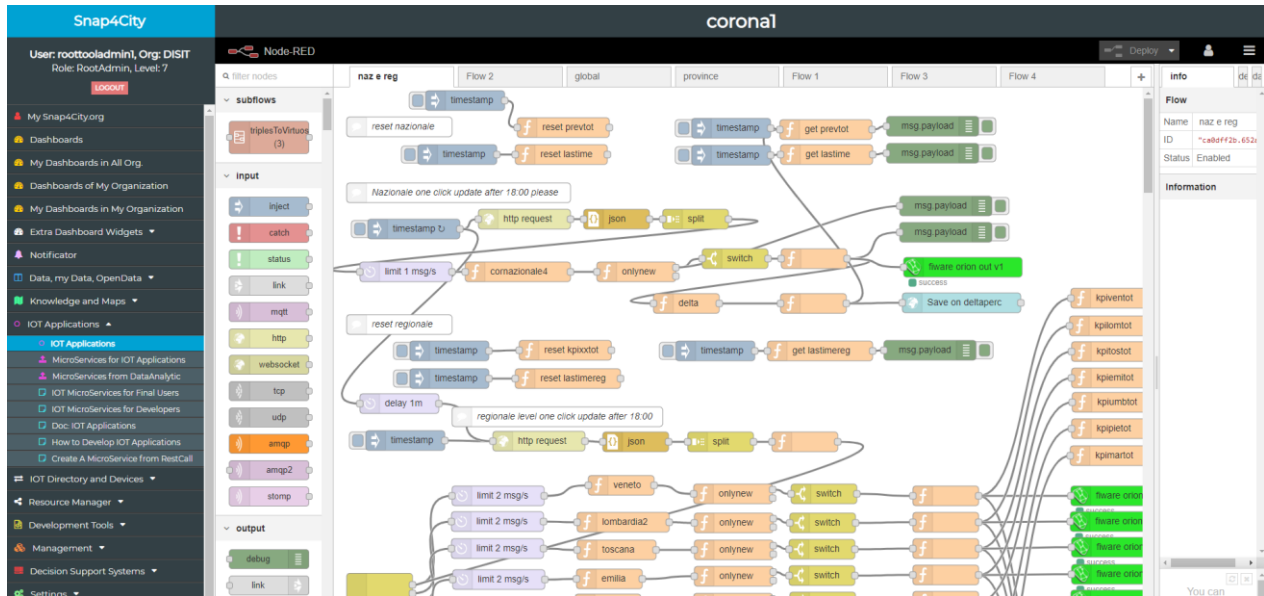 Snap4City
corona1
User: roottooladmin1, Org: DISIT
Role: RootAdmin, Level: 7
LOGOUT
My Snap4City.org
Dashboards
My Dashboards in All Org.
Dashboards of My Organization
My Dashboards in My Organization
Extra Dashboard Widgets
Notificator
Data, my Data, OpenData
Knowledge and Maps
IOT Applications
IOT Applications
MicroServices for IOT Applications
MicroServices from DataAnalytic
IOT MicroServices for Final Users
IOT MicroServices for Developers
Doc: IOT Applications
How to Develop IOT Applications
Create A MicroService from RestCall
IOT Directory and Devices
Resource Manager
Development Tools
Management
Decision Support Systems
Settings
Node-RED
Deploy
filter nodes
subflows
triplesToVirtuos
(3)
input
inject
catch
status
link
mqtt
http
websocket
tcp
udp
amqp
amqp2
stomp
output
debug
link
naz e reg
Flow 2
global
province
Flow 1
Flow 3
Flow 4
+
timestamp
reset nazionale
reset prevtot
timestamp
get prevtot
msg.payload
timestamp
reset lastime
timestamp
get lastime
msg.payload
Nazionale one click update after 18:00 please
timestamp ↻
http request
json
split
msg.payload
msg.payload
limit 1 msg/s
cornazionale4
onlynew
switch
f
fiware orion out v1
success
delta
f
Save on deltaperc
kpiventot
kpilomtot
kpitostot
kpiemitot
kpiumbtot
kpipietot
kpimartot
reset regionale
timestamp
reset kpixxtot
timestamp
get lastimereg
msg.payload
timestamp
reset lastimereg
delay 1m
regionale level one click update after 18:00
timestamp
http request
json
split
f
limit 2 msg/s
veneto
onlynew
switch
f
fiware orion
success
limit 2 msg/s
lombardia2
onlynew
switch
f
fiware orion
success
limit 2 msg/s
toscana
onlynew
switch
f
fiware orion
success
limit 2 msg/s
emilia
onlynew
switch
f
fiware orion
info
de
Flow
Name
naz e reg
ID
"ca0dff2b.652
Status
Enabled
Information
You can